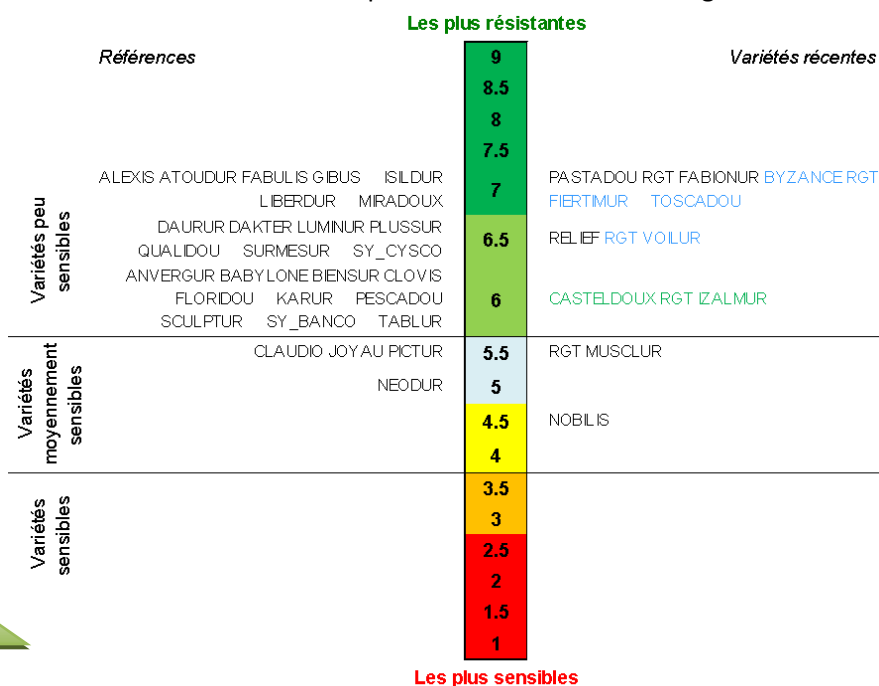 Les plus résistantes
Références
Variétés récentes
9
8.5
8
7.5
Variétés peu
sensibles
ALEXIS ATOUDUR FABULIS GIBUS ISILDUR
LIBERDUR MIRADOUX
7
PASTADOU RGT FABIONUR BYZANCE RGT
FIERTIMUR TOSCADOU
DAURUR DAKTER LUMINUR PLUSSUR
QUALIDOU SURMESUR SY_CYSCO
6.5
RELIEF RGT VOILUR
ANVERGUR BABYLONE BIENSUR CLOVIS
FLORIDOU KARUR PESCADOU
SCULPTUR SY_BANCO TABLUR
6
CASTELDOUX RGT IZALMUR
Variétés
moyennement
sensibles
CLAUDIO JOYAU PICTUR
5.5
RGT MUSCLUR
NEODUR
5
4.5
NOBILIS
4
Variétés
sensibles
3.5
3
2.5
2
1.5
1
Les plus sensibles